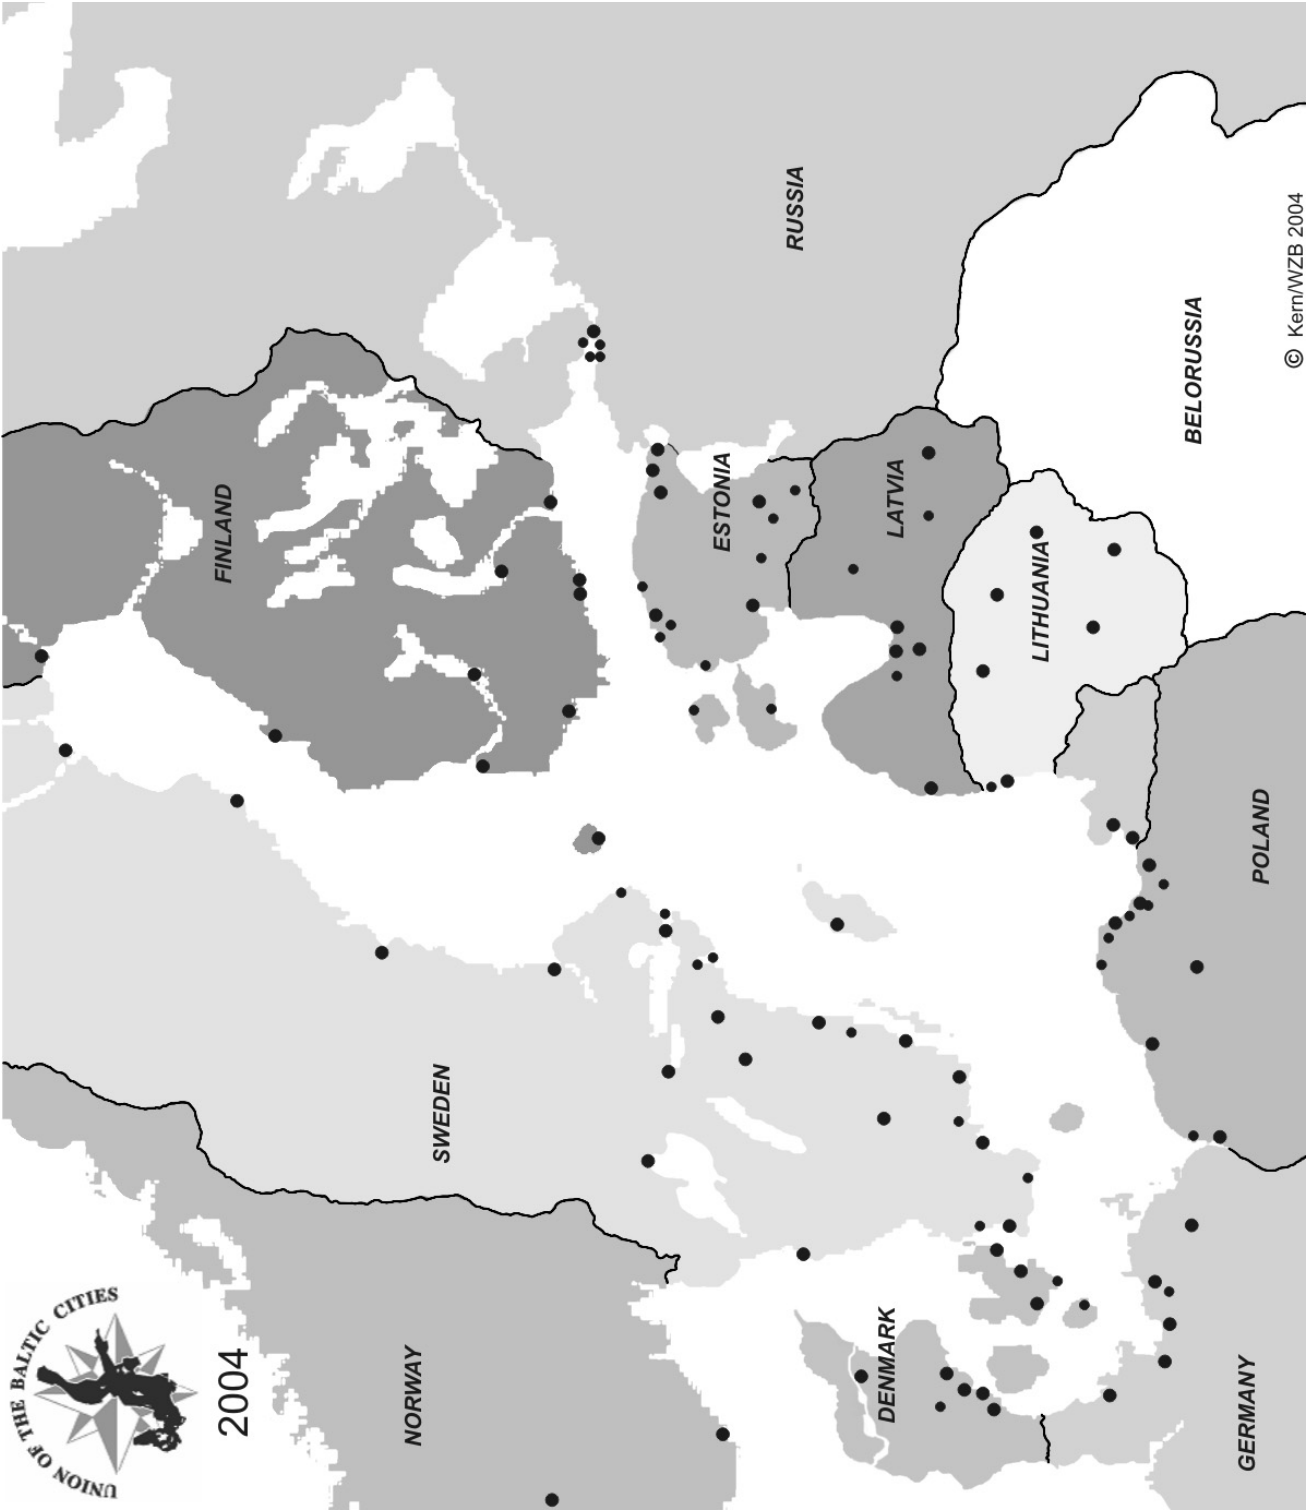 UNION OF THE BALTIC CITIES
2004
NORWAY
SWEDEN
FINLAND
RUSSIA
ESTONIA
LATVIA
LITHUANIA
BELORUSSIA
DENMARK
GERMANY
POLAND
© Kern/WZB 2004